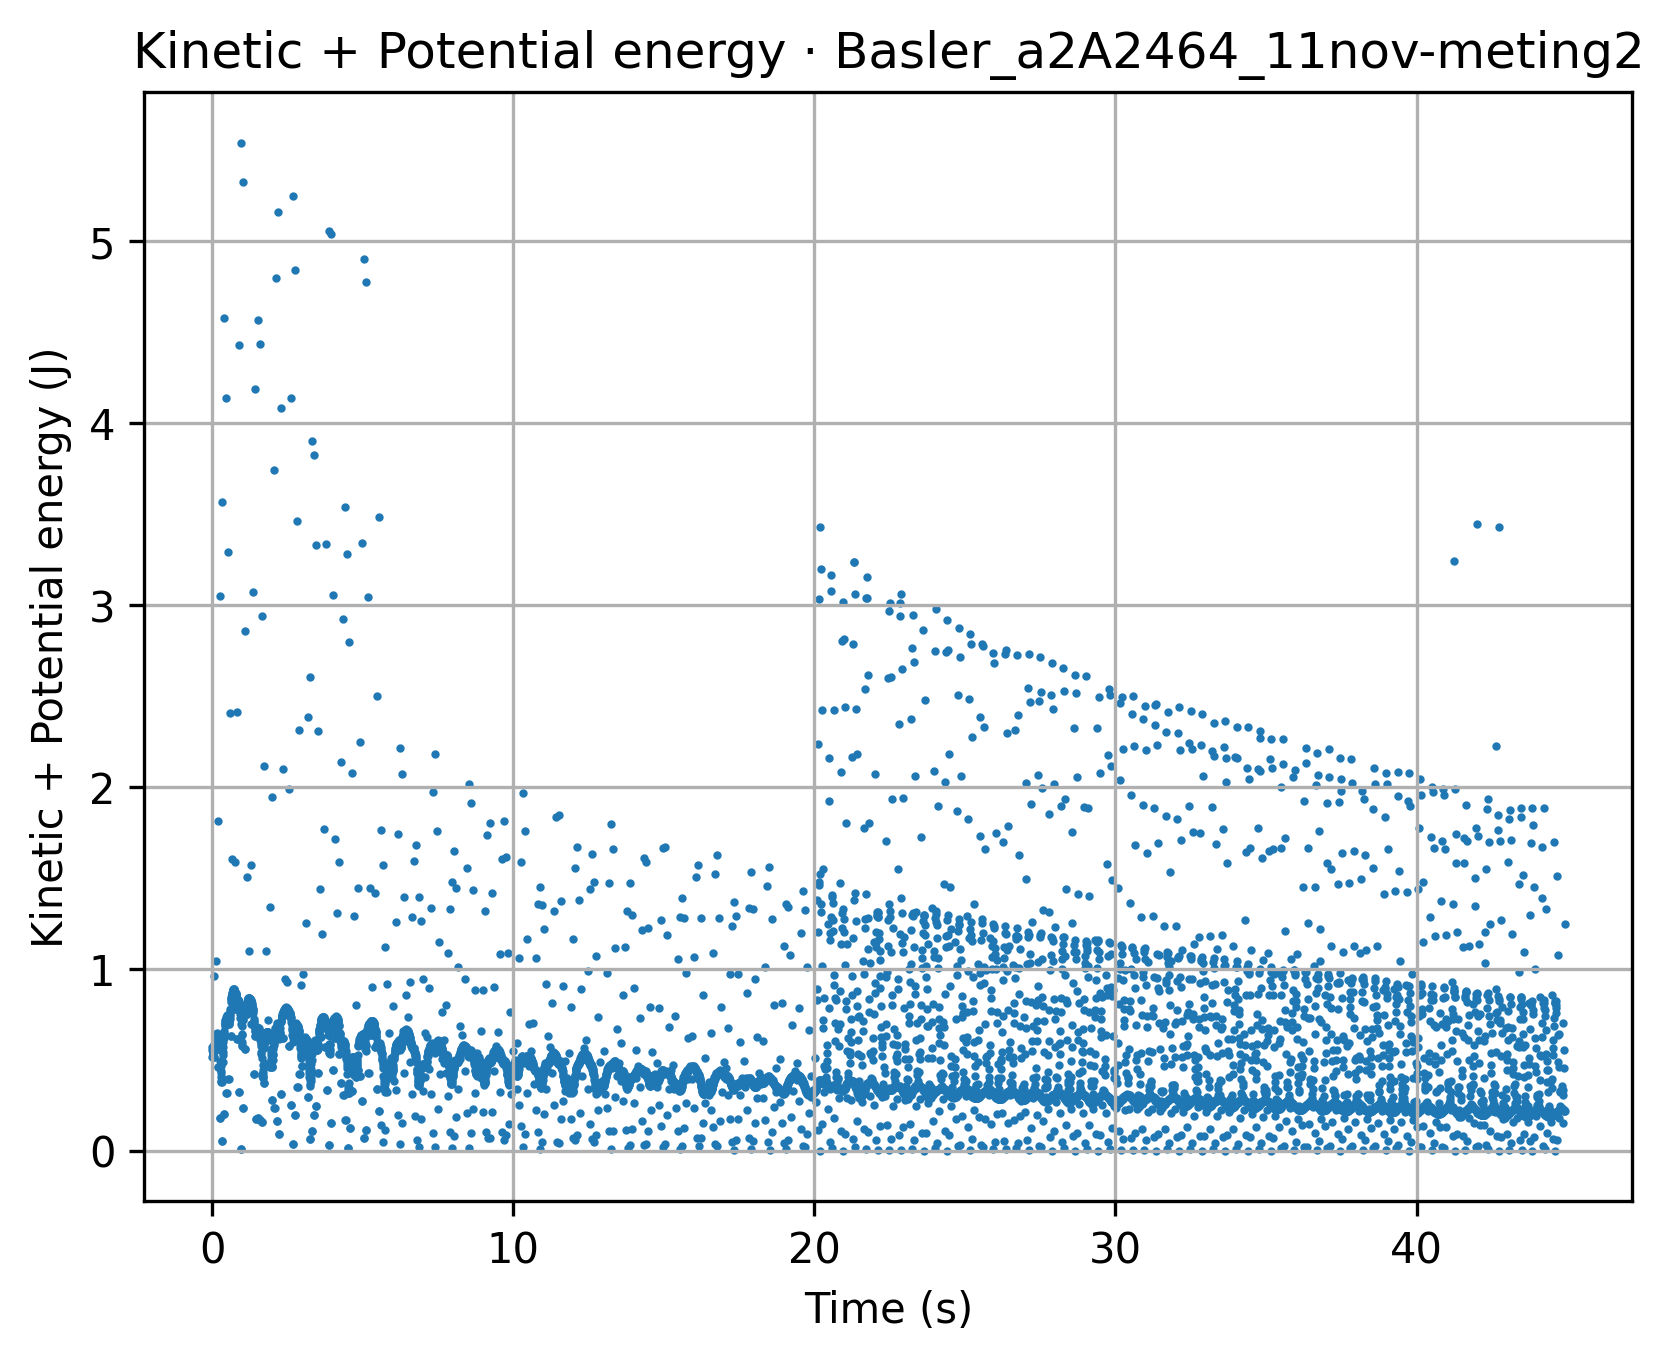 Kinetic + Potential energy · Basler_a2A2464_11nov-meting2
Kinetic + Potential energy (J)
5
4
3
2
1
0
0 10 20 30 40
Time (s)